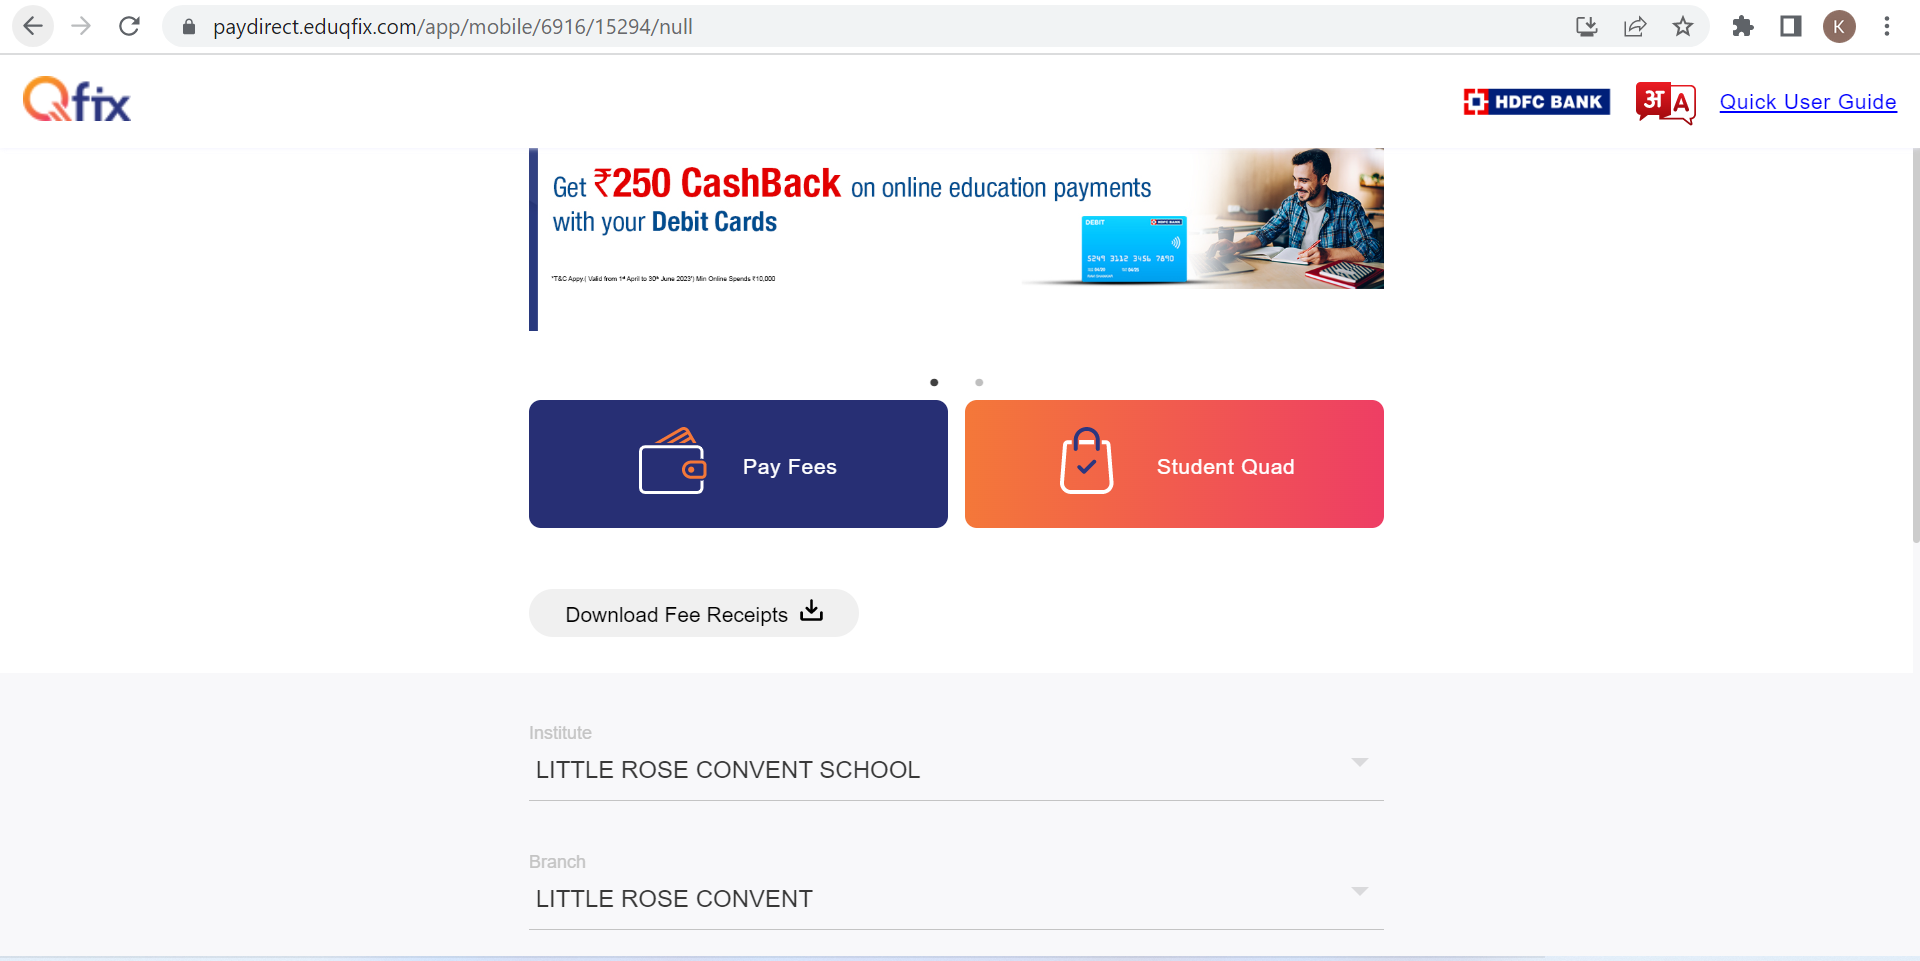 paydirect.eduqfix.com/app/mobile/6916/15294/null
K
Qfix
HDFC BANK
अ A
Quick User Guide
Get ₹250 CashBack on online education payments
with your Debit Cards
DEBIT
HDFC BANK
5249 3112 3456 7890
*T&C Appy.( Valid from 1st April to 30th June 2023*) Min Online Spends ₹10,000
Pay Fees
Student Quad
Download Fee Receipts
Institute
LITTLE ROSE CONVENT SCHOOL
Branch
LITTLE ROSE CONVENT